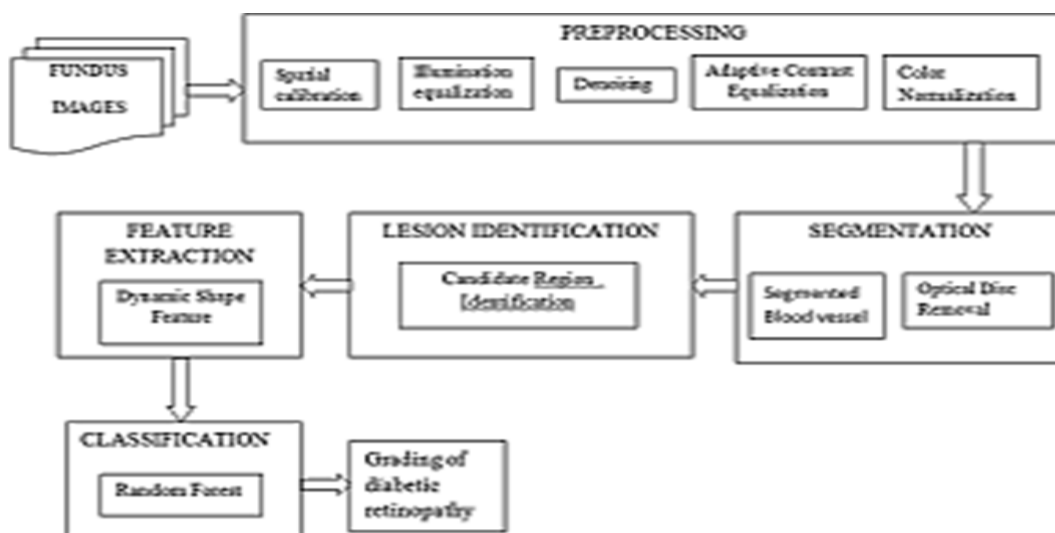 FUNDUS
IMAGES
PREPROCESSING
Spatial
calibration
Illumination
equalization
Denoising
Adaptive Contrast
Equalization
Color
Normalization
FEATURE
EXTRACTION
Dynamic Shape
Feature
LESION IDENTIFICATION
Candidate Region
Identification
SEGMENTATION
Segmented
Blood vessel
Optical Disc
Removal
CLASSIFICATION
Random Forest
Grading of
diabetic
retinopathy